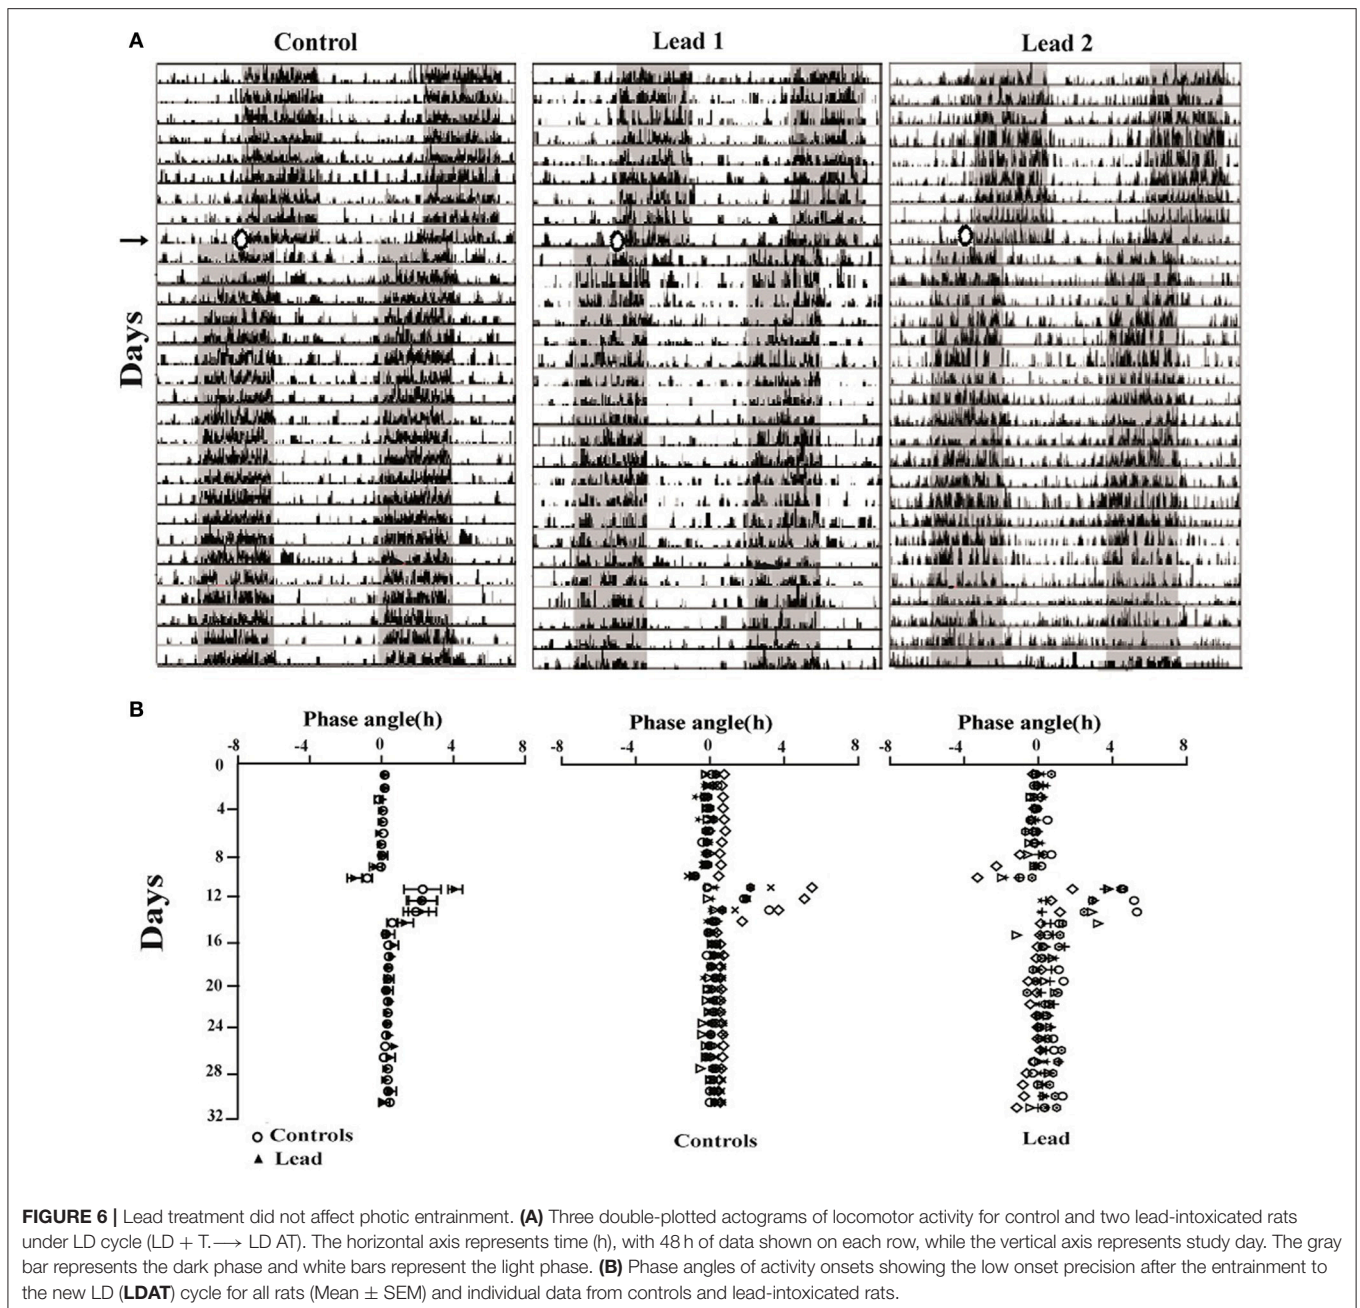 A
Control
Lead 1
Lead 2
Days
B
Phase angle(h)
Phase angle(h)
Phase angle(h)
-8 -4 0 4 8
-8 -4 0 4 8
-8 -4 0 4 8
0
4
8
12
16
20
24
28
32
Days
Controls
Lead
Controls
Lead
FIGURE 6 | Lead treatment did not affect photic entrainment. (A) Three double-plotted actograms of locomotor activity for control and two lead-intoxicated rats
under LD cycle (LD + T.⟶ LD AT). The horizontal axis represents time (h), with 48 h of data shown on each row, while the vertical axis represents study day. The gray
bar represents the dark phase and white bars represent the light phase. (B) Phase angles of activity onsets showing the low onset precision after the entrainment to
the new LD (LDAT) cycle for all rats (Mean ± SEM) and individual data from controls and lead-intoxicated rats.